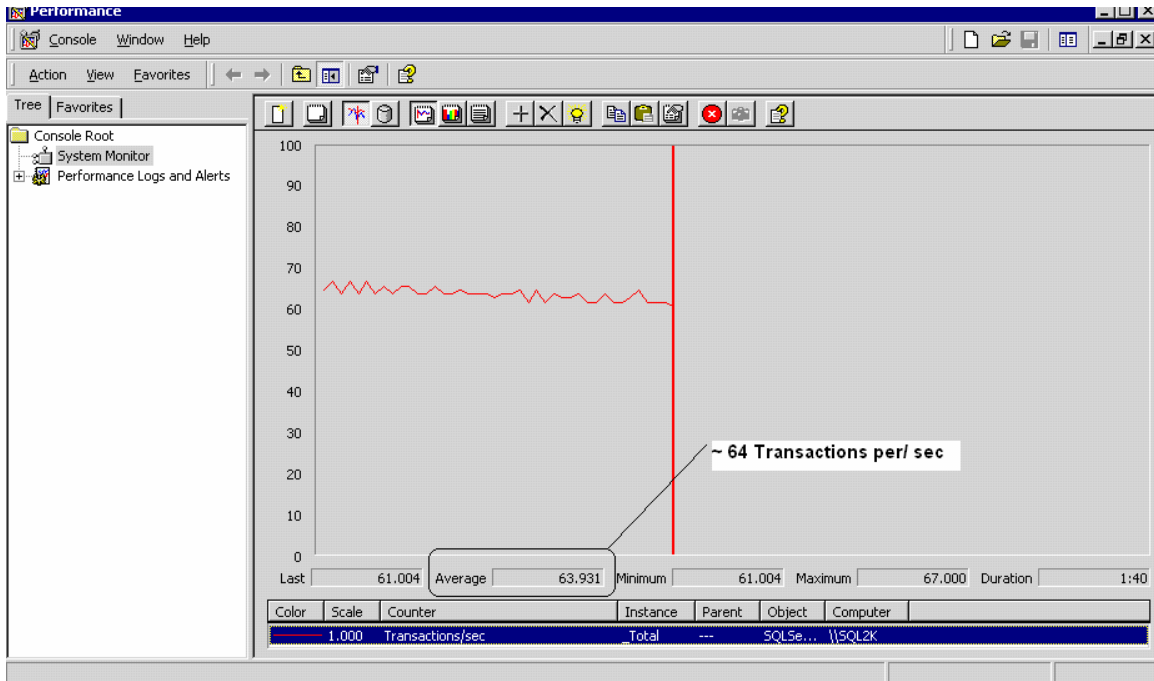 Performance
Console Window Help
Action View Favorites
Tree Favorites
Console Root
System Monitor
Performance Logs and Alerts
100
90
80
70
60
50
40
30
20
10
0
~ 64 Transactions per/ sec
Last 61.004 Average 63.931 Minimum 61.004 Maximum 67.000 Duration 1:40
Color Scale Counter Instance Parent Object Computer
1.000 Transactions/sec _Total --- SQLSe... \\SQL2K